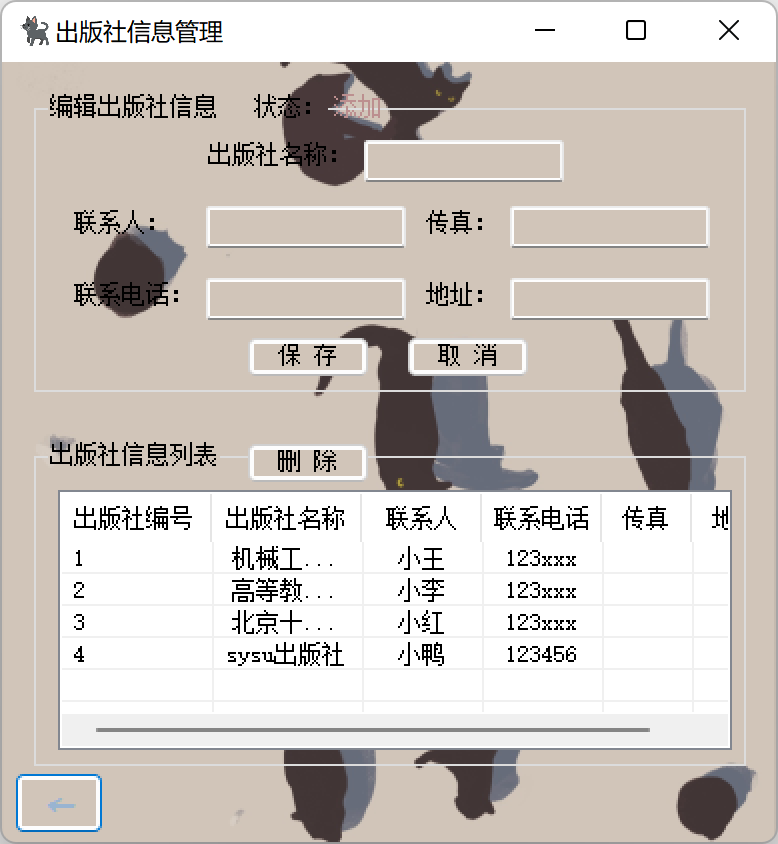 出版社信息管理
编辑出版社信息 状态: 添加
出版社名称:
联系人: 传真:
联系电话: 地址:
保 存 取 消
出版社信息列表 删 除
出版社编号 出版社名称 联系人 联系电话 传真 地
1 机械工... 小王 123xxx
2 高等教... 小李 123xxx
3 北京十... 小红 123xxx
4 sysu出版社 小鸭 123456
←